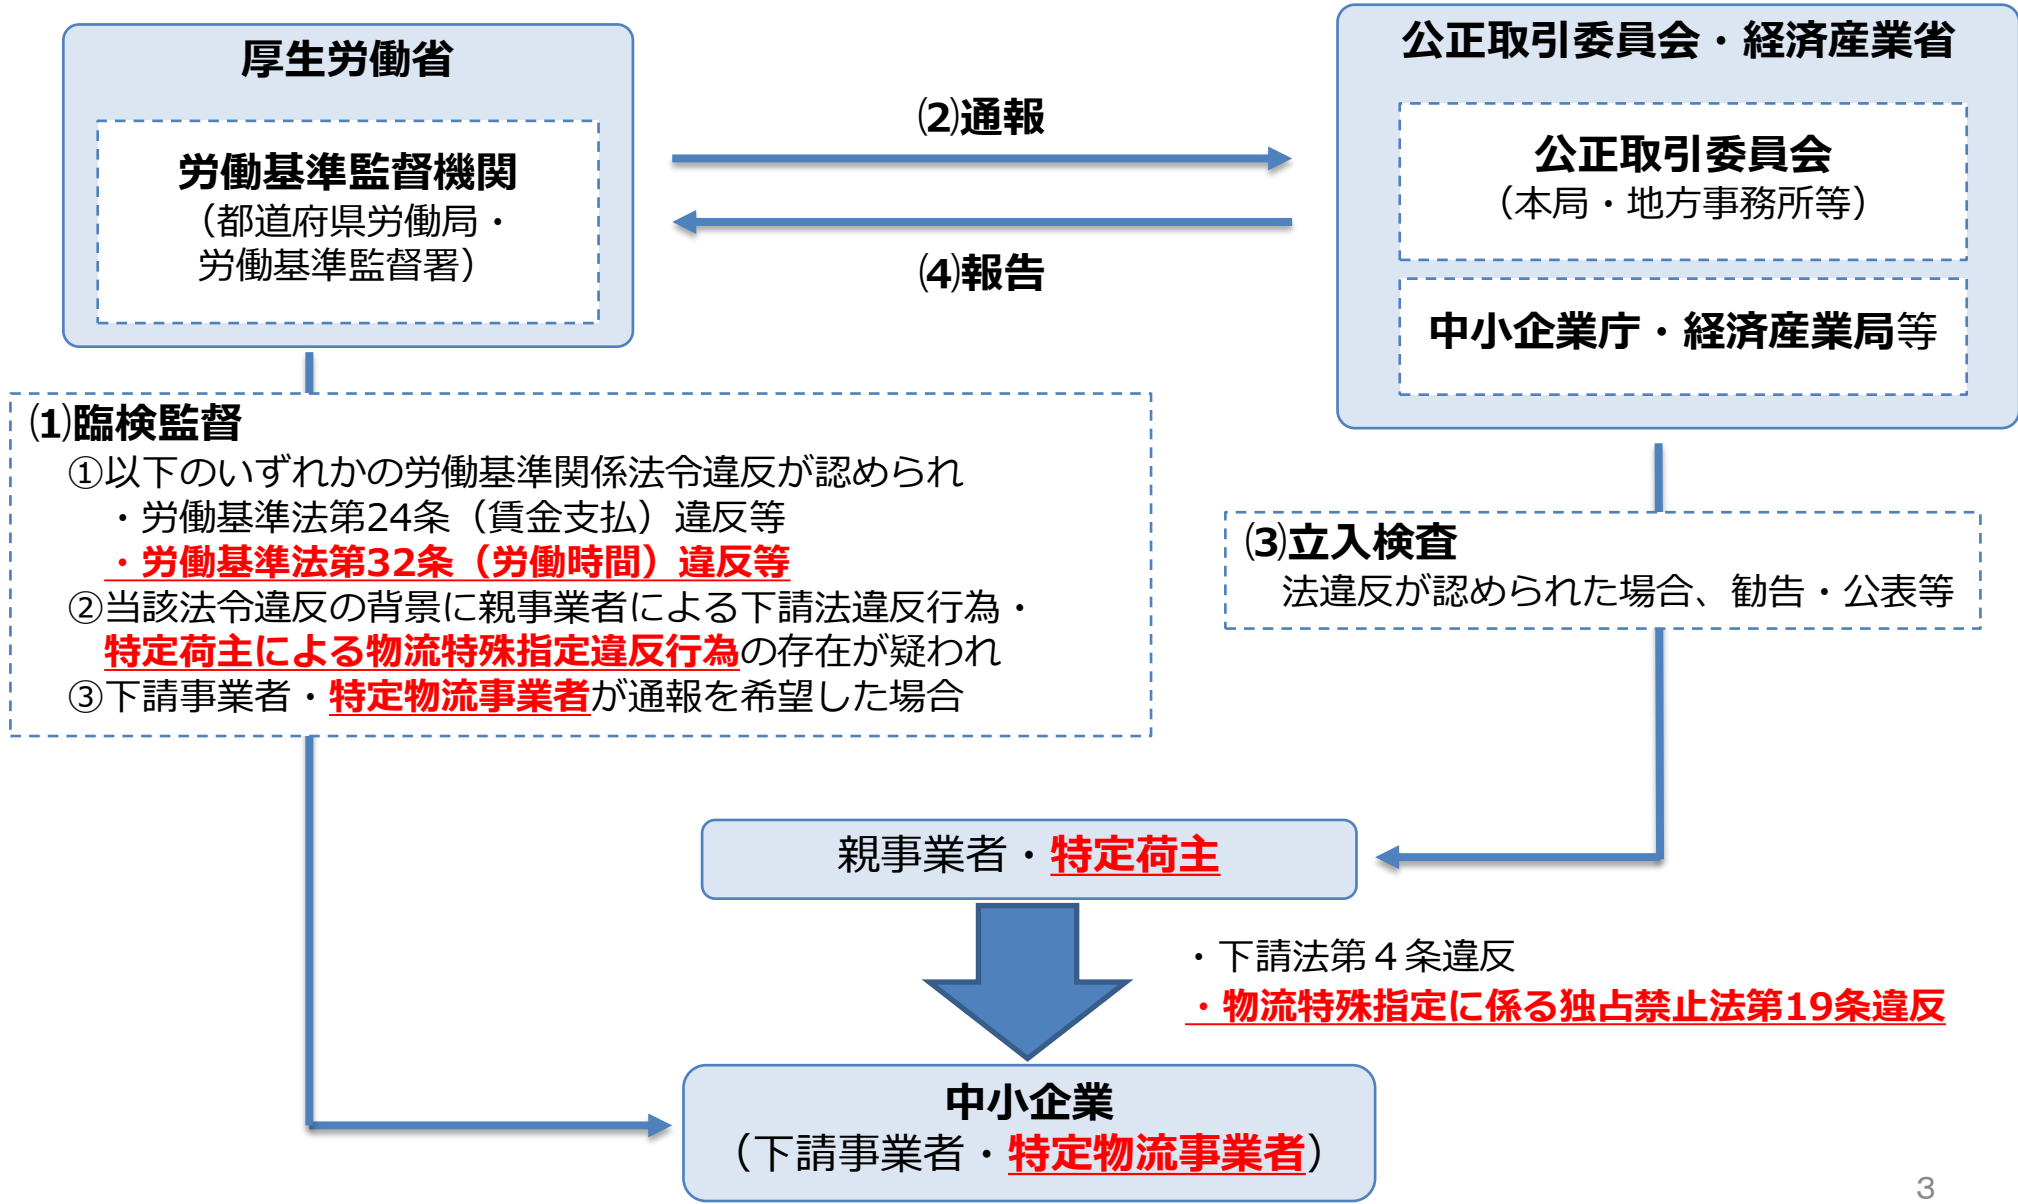 厚生労働省
労働基準監督機関
（都道府県労働局・
労働基準監督署）
⑵通報
⑷報告
公正取引委員会・経済産業省
公正取引委員会
（本局・地方事務所等）
中小企業庁・経済産業局等
⑴臨検監督
①以下のいずれかの労働基準関係法令違反が認められ
・労働基準法第24条（賃金支払）違反等
・労働基準法第32条（労働時間）違反等
②当該法令違反の背景に親事業者による下請法違反行為・
特定荷主による物流特殊指定違反行為の存在が疑われ
③下請事業者・特定物流事業者が通報を希望した場合
⑶立入検査
法違反が認められた場合、勧告・公表等
親事業者・特定荷主
・下請法第４条違反
・物流特殊指定に係る独占禁止法第19条違反
中小企業
（下請事業者・特定物流事業者）
3